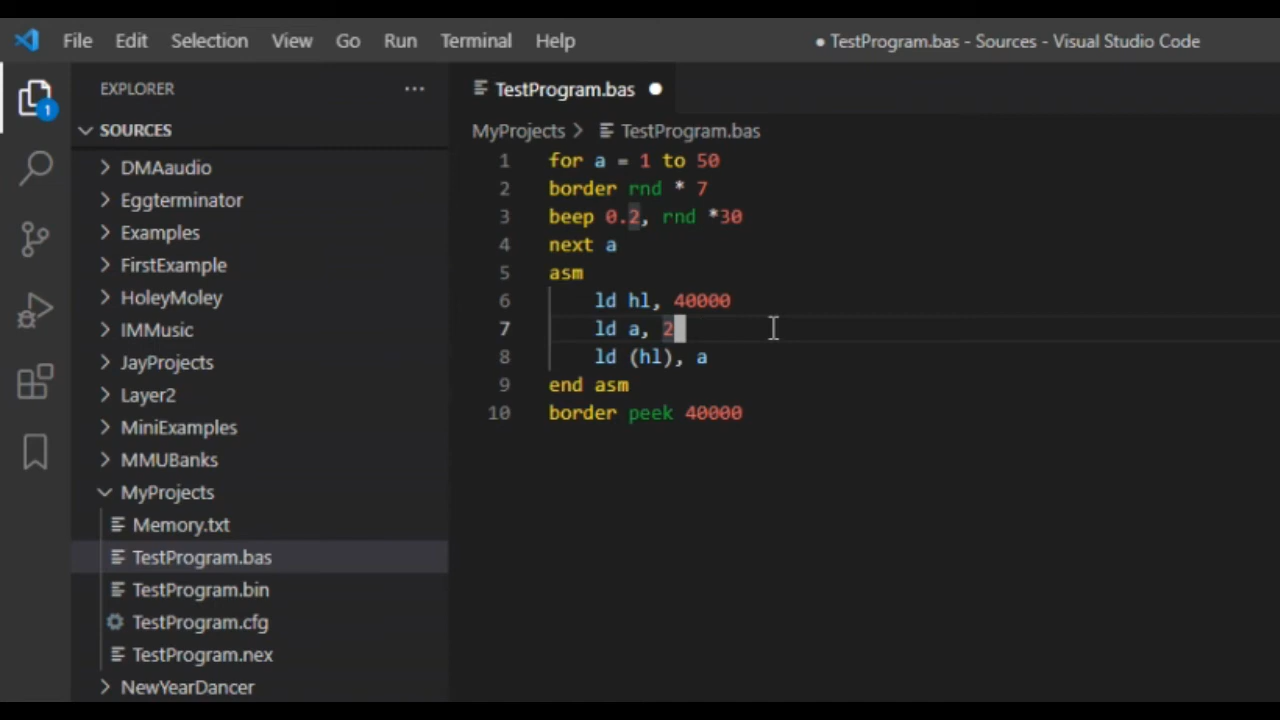 File Edit Selection View Go Run Terminal Help ● TestProgram.bas - Sources - Visual Studio Code
EXPLORER ···
1
SOURCES
DMAaudio
Eggterminator
Examples
FirstExample
HoleyMoley
IMMusic
JayProjects
Layer2
MiniExamples
MMUBanks
MyProjects
Memory.txt
TestProgram.bas
TestProgram.bin
TestProgram.cfg
TestProgram.nex
NewYearDancer
TestProgram.bas ●
MyProjects > TestProgram.bas
1 for a = 1 to 50
2 border rnd * 7
3 beep 0.2, rnd *30
4 next a
5 asm
6 ld hl, 40000
7 ld a, 2
8 ld (hl), a
9 end asm
10 border peek 40000